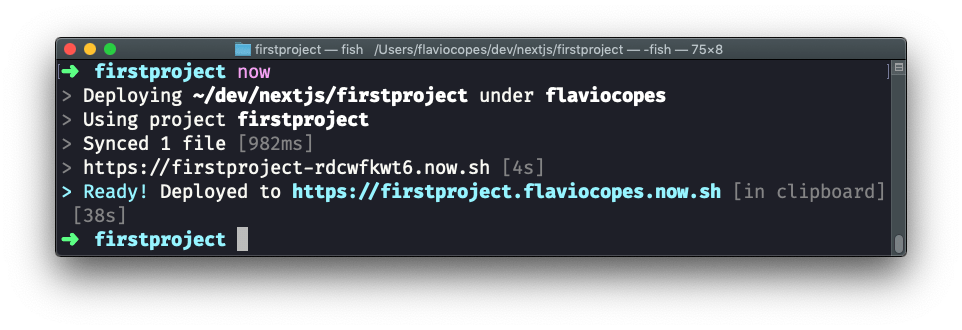 firstproject — fish /Users/flaviocopes/dev/nextjs/firstproject — -fish — 75×8
➜ firstproject now
> Deploying ~/dev/nextjs/firstproject under flaviocopes
> Using project firstproject
> Synced 1 file [982ms]
> https://firstproject-rdcwfkwt6.now.sh [4s]
> Ready! Deployed to https://firstproject.flaviocopes.now.sh [in clipboard]
[38s]
➜ firstproject